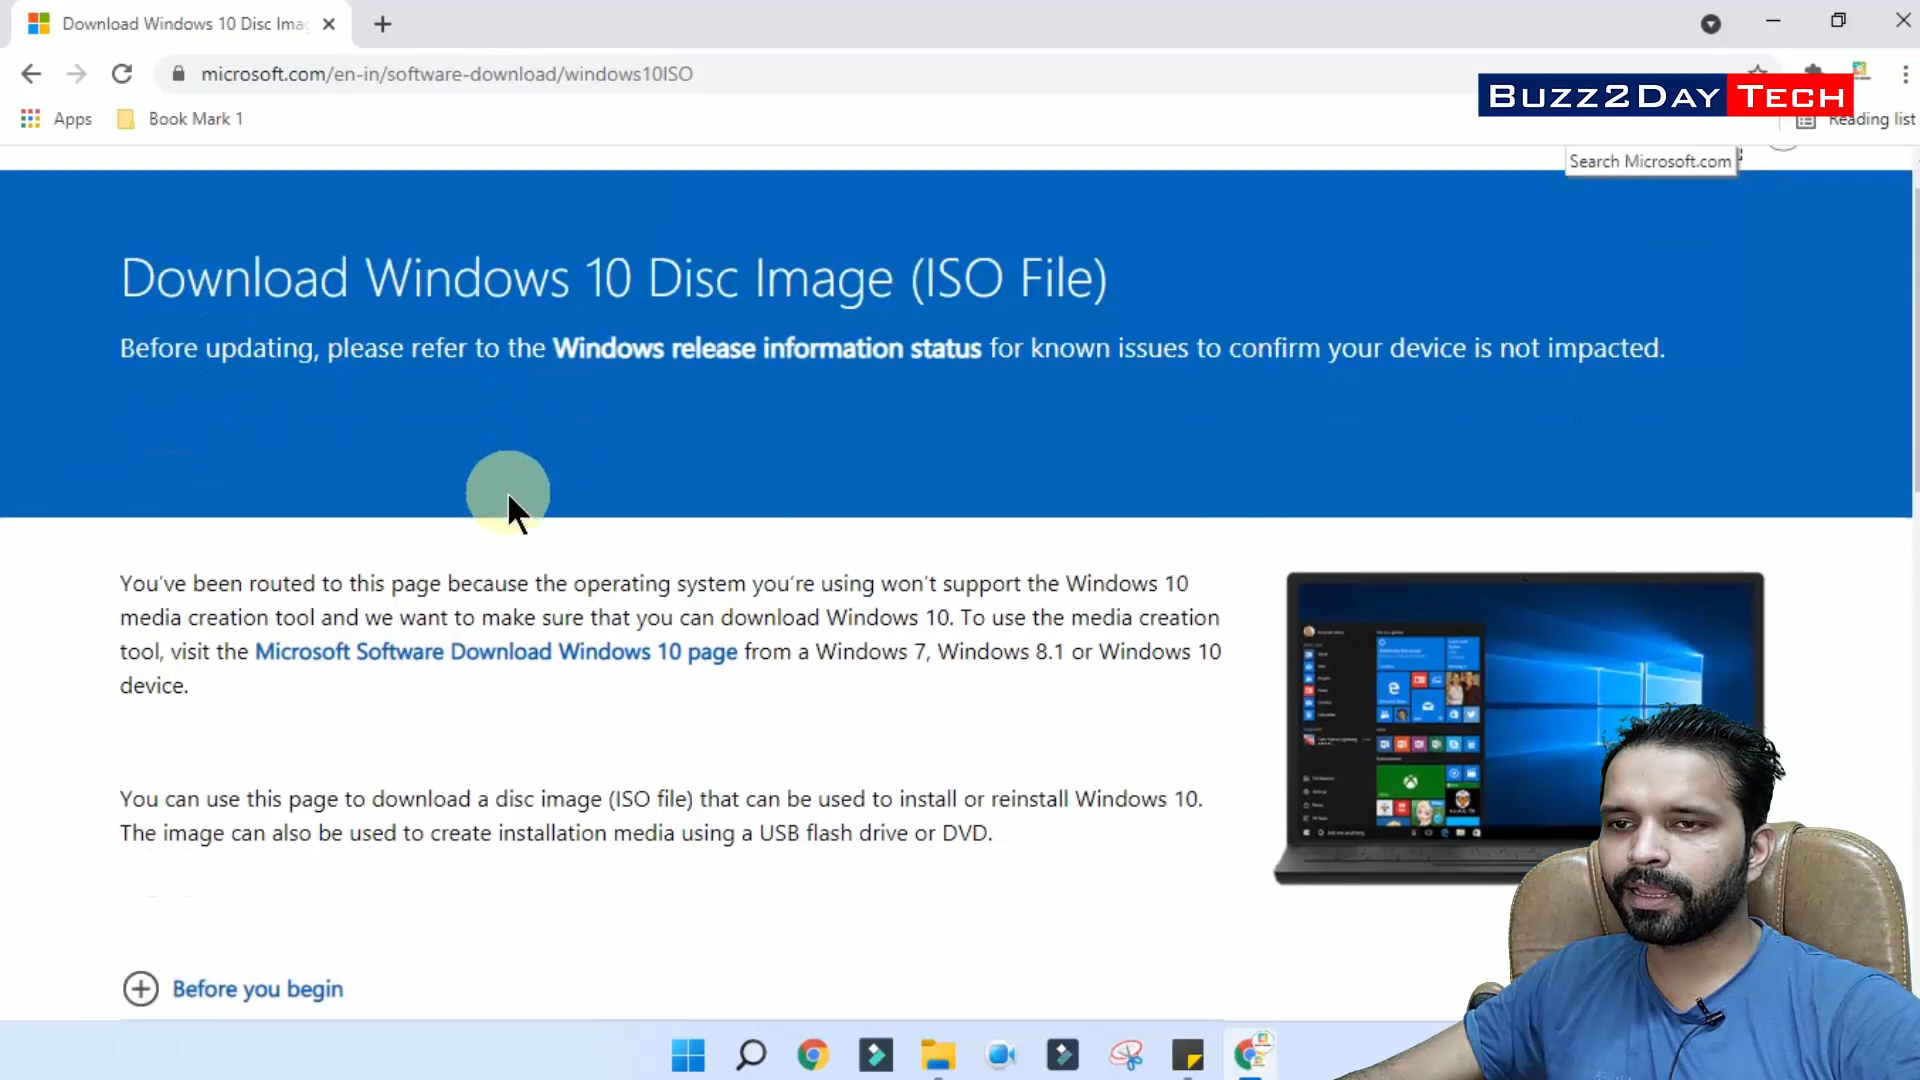 Download Windows 10 Disc Imag
microsoft.com/en-in/software-download/windows10ISO
Buzz2Day Tech
Apps
Book Mark 1
Reading list
Search Microsoft.com
Download Windows 10 Disc Image (ISO File)
Before updating, please refer to the Windows release information status for known issues to confirm your device is not impacted.
You've been routed to this page because the operating system you're using won't support the Windows 10
media creation tool and we want to make sure that you can download Windows 10. To use the media creation
tool, visit the Microsoft Software Download Windows 10 page from a Windows 7, Windows 8.1 or Windows 10
device.
You can use this page to download a disc image (ISO file) that can be used to install or reinstall Windows 10.
The image can also be used to create installation media using a USB flash drive or DVD.
Before you begin